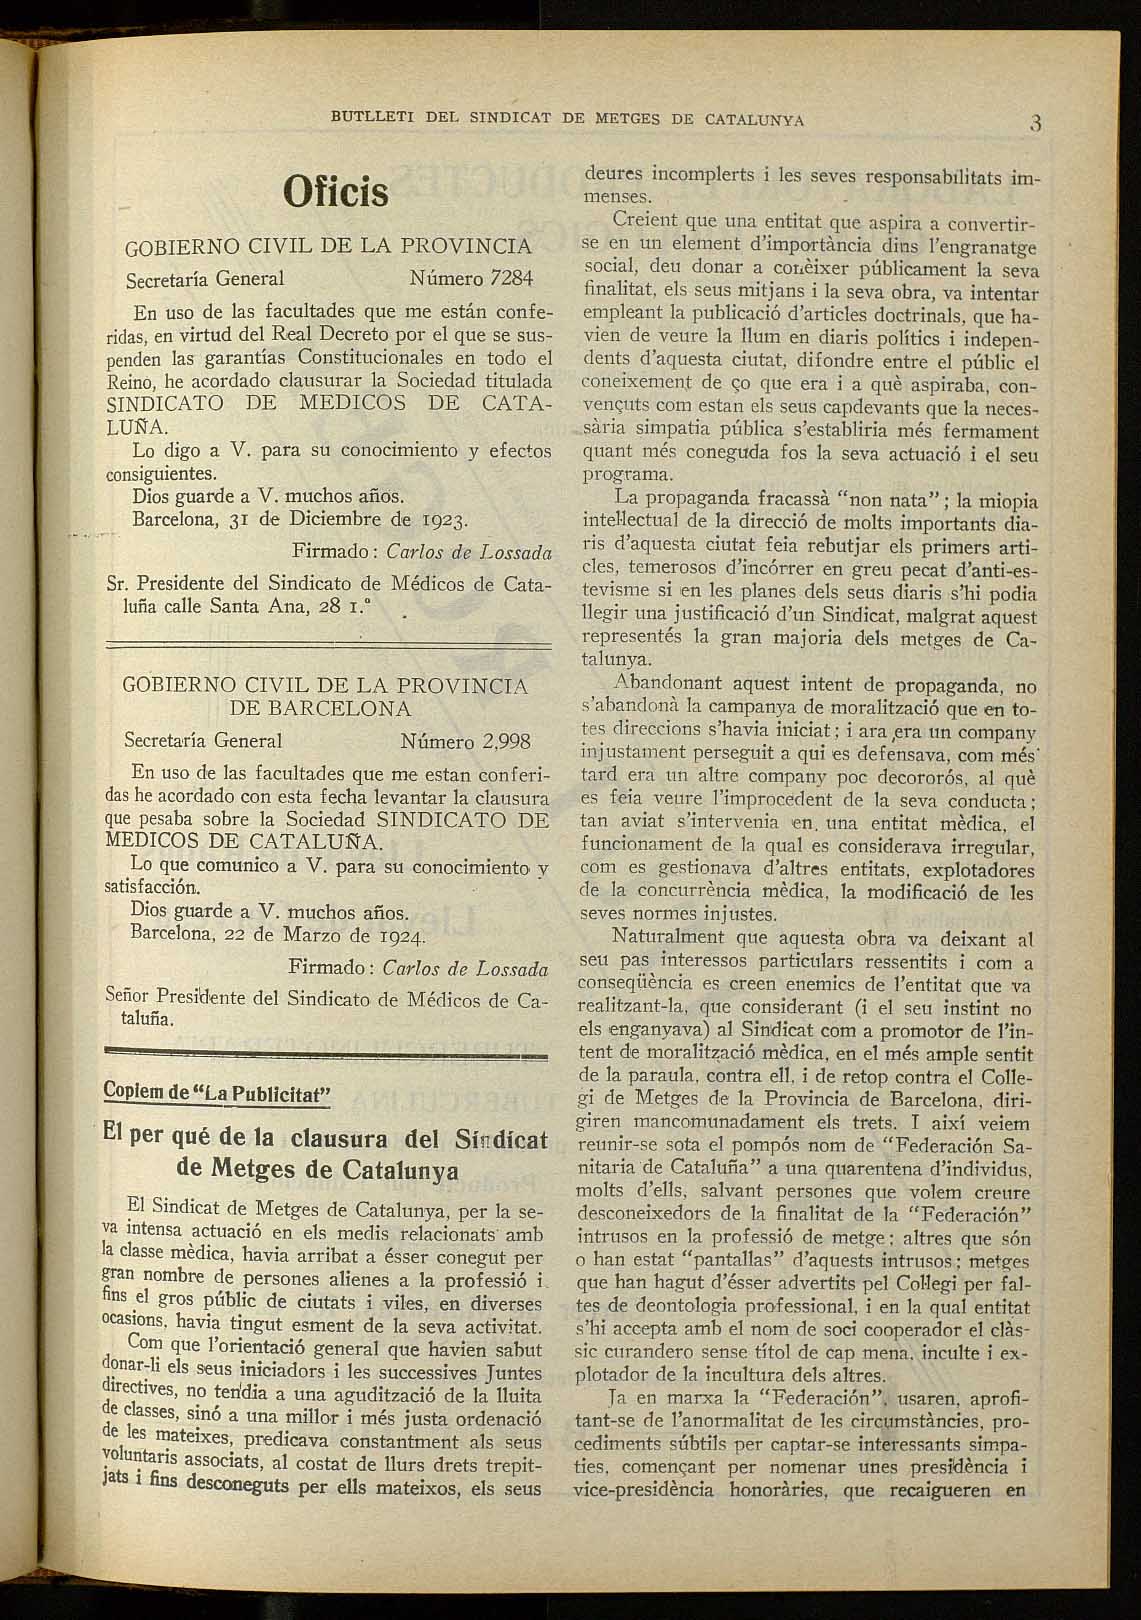 BUTLLETI DEL SINDICAT DE METGES DE CATALUNYA
3
Oficis
GOBIERNO CIVIL DE LA PROVINCIA
Secretaría General Número 7284
En uso de las facultades que me están confe-
ridas, en virtud del Real Decreto por el que se sus-
penden las garantías Constitucionales en todo el
Reino, he acordado clausurar la Sociedad titulada
SINDICATO DE MEDICOS DE CATA-
LUÑA.
Lo digo a V. para su conocimiento y efectos
consiguientes.
Dios guarde a V. muchos años.
Barcelona, 31 de Diciembre de 1923.
Firmado: Carlos de Lossada
Sr. Presidente del Sindicato de Médicos de Cata-
luña calle Santa Ana, 28 1.º
GOBIERNO CIVIL DE LA PROVINCIA
DE BARCELONA
Secretaría General Número 2,998
En uso de las facultades que me estan conferi-
das he acordado con esta fecha levantar la clausura
que pesaba sobre la Sociedad SINDICATO DE
MEDICOS DE CATALUÑA.
Lo que comunico a V. para su conocimiento y
satisfacción.
Dios guarde a V. muchos años.
Barcelona, 22 de Marzo de 1924.
Firmado: Carlos de Lossada
Señor Presidente del Sindicato de Médicos de Ca-
taluña.
Copiem de “La Publicitat”
El per qué de la clausura del Sindicat
de Metges de Catalunya
El Sindicat de Metges de Catalunya, per la se-
va intensa actuació en els medis relacionats amb
la classe mèdica, havia arribat a ésser conegut per
gran nombre de persones alienes a la professió i
fins el gros públic de ciutats i viles, en diverses
ocasions, havia tingut esment de la seva activitat.
Com que l’orientació general que havien sabut
donar-li els seus iniciadors i les successives Juntes
directives, no tendia a una agudització de la lluita
de classes, sinó a una millor i més justa ordenació
de les mateixes, predicava constantment als seus
voluntaris associats, al costat de llurs drets trepit-
jats i fins desconeguts per ells mateixos, els seus
deures incomplerts i les seves responsabilitats im-
menses.
Creient que una entitat que aspira a convertir-
se en un element d’importància dins l’engranatge
social, deu donar a conèixer públicament la seva
finalitat, els seus mitjans i la seva obra, va intentar
empleant la publicació d’articles doctrinals, que ha-
vien de veure la llum en diaris polítics i indepen-
dents d’aquesta ciutat, difondre entre el públic el
coneixement de ço que era i a què aspiraba, con-
vençuts com estan els seus capdevants que la neces-
sària simpatia pública s’establiria més fermament
quant més coneguda fos la seva actuació i el seu
programa.
La propaganda fracassà “non nata”; la miopia
intel·lectual de la direcció de molts importants dia-
ris d’aquesta ciutat feia rebutjar els primers arti-
cles, temerosos d’incórrer en greu pecat d’anti-es-
tevisme si en les planes dels seus diaris s’hi podia
llegir una justificació d’un Sindicat, malgrat aquest
representés la gran majoria dels metges de Ca-
talunya.
Abandonant aquest intent de propaganda, no
s’abandonà la campanya de moralització que en to-
tes direccions s’havia iniciat; i ara era un company
injustament perseguit a qui es defensava, com més
tard era un altre company poc decororós, al què
es feia veure l’improcedent de la seva conducta;
tan aviat s’intervenia en una entitat mèdica, el
funcionament de la qual es considerava irregular,
com es gestionava d’altres entitats, explotadores
de la concurrència mèdica, la modificació de les
seves normes injustes.
Naturalment que aquesta obra va deixant al
seu pas interessos particulars ressentits i com a
conseqüència es creen enemics de l’entitat que va
realitzant-la, que considerant (i el seu instint no
els enganyava) al Sindicat com a promotor de l’in-
tent de moralització mèdica, en el més ample sentit
de la paraula, contra ell, i de retop contra el Colle-
gi de Metges de la Provincia de Barcelona, diri-
giren mancomunadament els trets. I així veiem
reunir-se sota el pompós nom de “Federación Sa-
nitaria de Cataluña” a una quarentena d’individus,
molts d’ells, salvant persones que volem creure
desconeixedors de la finalitat de la “Federación”
intrusos en la professió de metge; altres que són
o han estat “pantallas” d’aquests intrusos; metges
que han hagut d’ésser advertits pel Col·legi per fal-
tes de deontologia professional, i en la qual entitat
s’hi accepta amb el nom de soci cooperador el clàs-
sic curandero sense títol de cap mena, inculte i ex-
plotador de la incultura dels altres.
Ja en marxa la “Federación”, usaren, aprofi-
tant-se de l’anormalitat de les circumstàncies, pro-
cediments súbtils per captar-se interessants simpa-
ties, començant per nomenar unes presidència i
vice-presidència honoràries, que recaigueren en